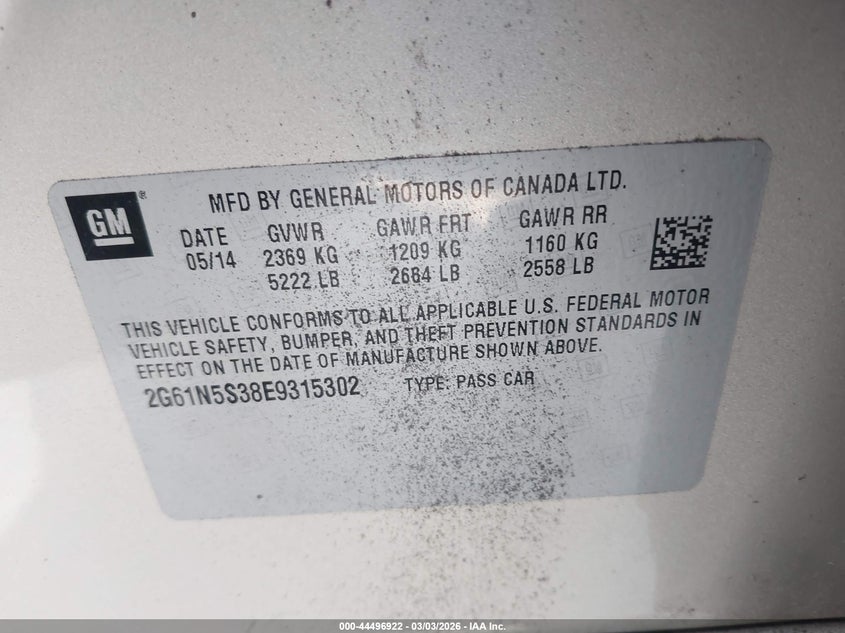 GM®
MFD BY GENERAL MOTORS OF CANADA LTD.
DATE GVWR GAWR FRT GAWR RR
05/14 2369 KG 1209 KG 1160 KG
5222 LB 2684 LB 2558 LB
THIS VEHICLE CONFORMS TO ALL APPLICABLE U.S. FEDERAL MOTOR
VEHICLE SAFETY, BUMPER, AND THEFT PREVENTION STANDARDS IN
EFFECT ON THE DATE OF MANUFACTURE SHOWN ABOVE.
2G61N5S38E9315302 TYPE: PASS CAR
000-44496922 - 03/03/2026 - IAA Inc.